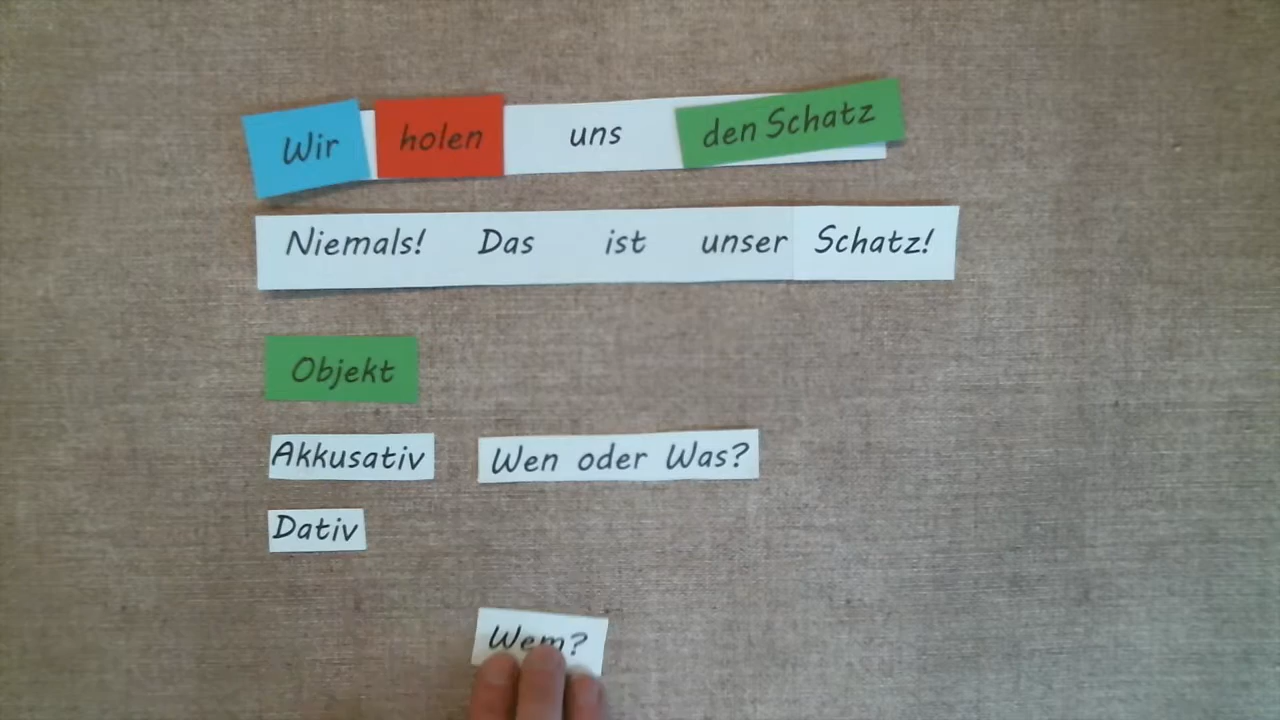 Wir holen uns den Schatz
Niemals! Das ist unser Schatz!
Objekt
Akkusativ Wen oder Was?
Dativ
Wem?